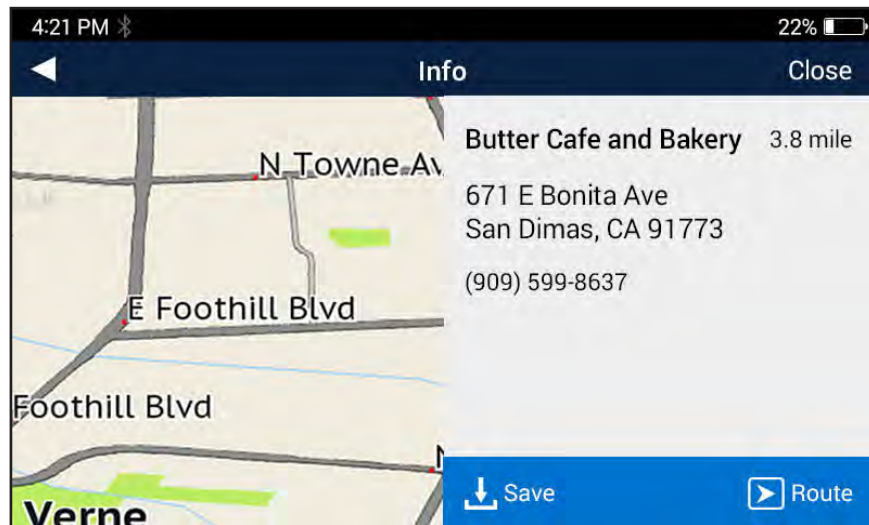 4:21 PM 22%
Info Close
N Towne Av
E Foothill Blvd
Foothill Blvd
Verne
Butter Cafe and Bakery 3.8 mile
671 E Bonita Ave
San Dimas, CA 91773
(909) 599-8637
Save Route